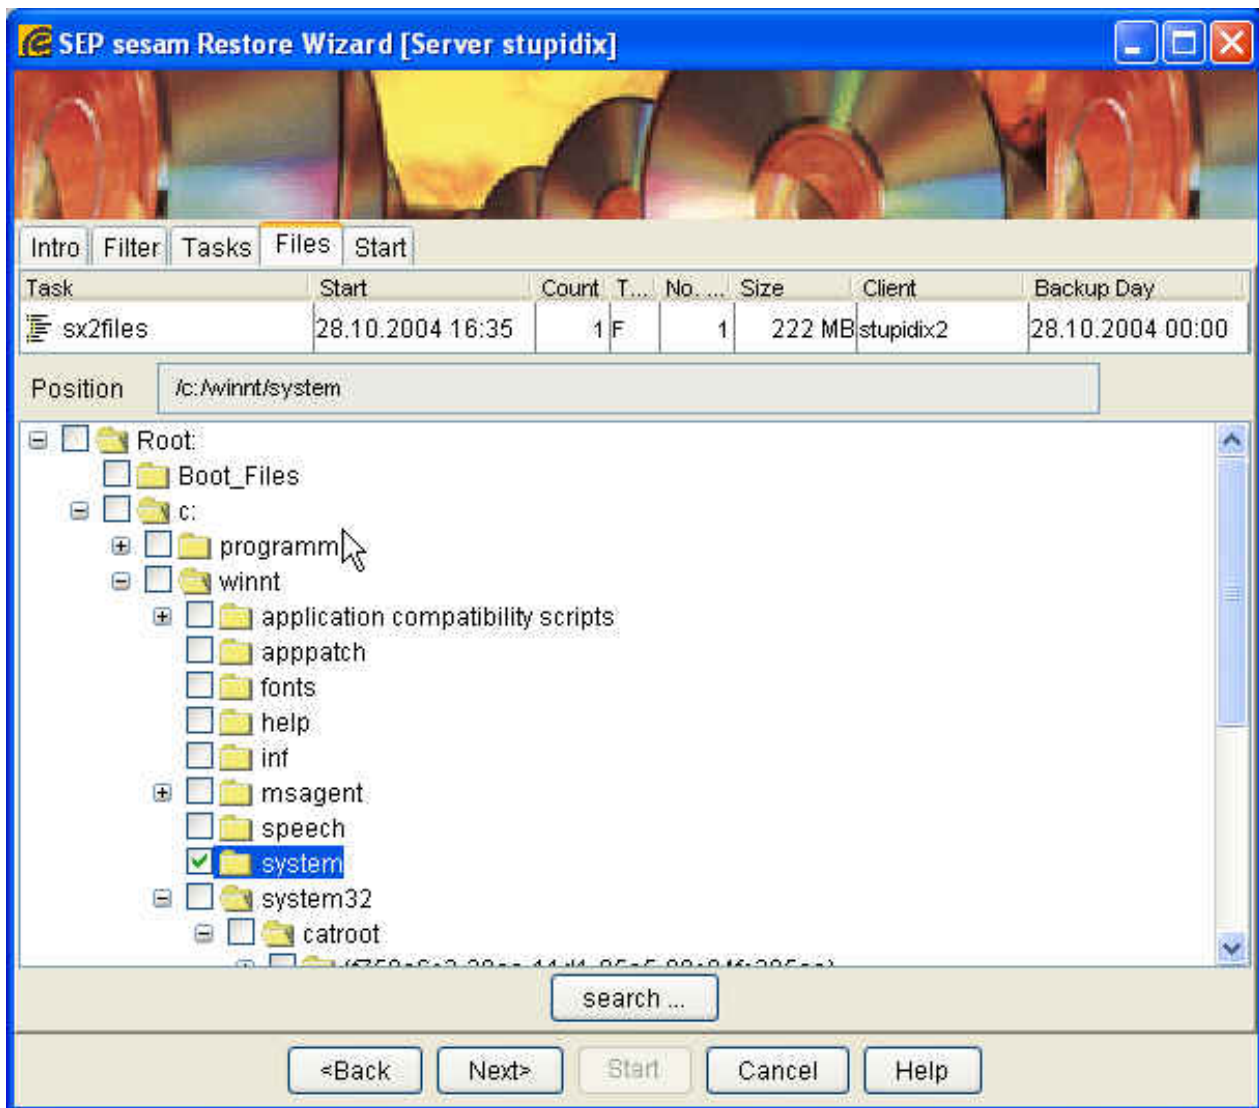 SEP sesam Restore Wizard [Server stupidix]
Intro Filter Tasks Files Start
Task Start Count T... No. ... Size Client Backup Day
sx2files 28.10.2004 16:35 1 F 1 222 MB stupidix2 28.10.2004 00:00
Position /c:/winnt/system
Root:
Boot_Files
c:
programm
winnt
application compatibility scripts
apppatch
fonts
help
inf
msagent
speech
system
system32
catroot
search ...
<Back Next> Start Cancel Help